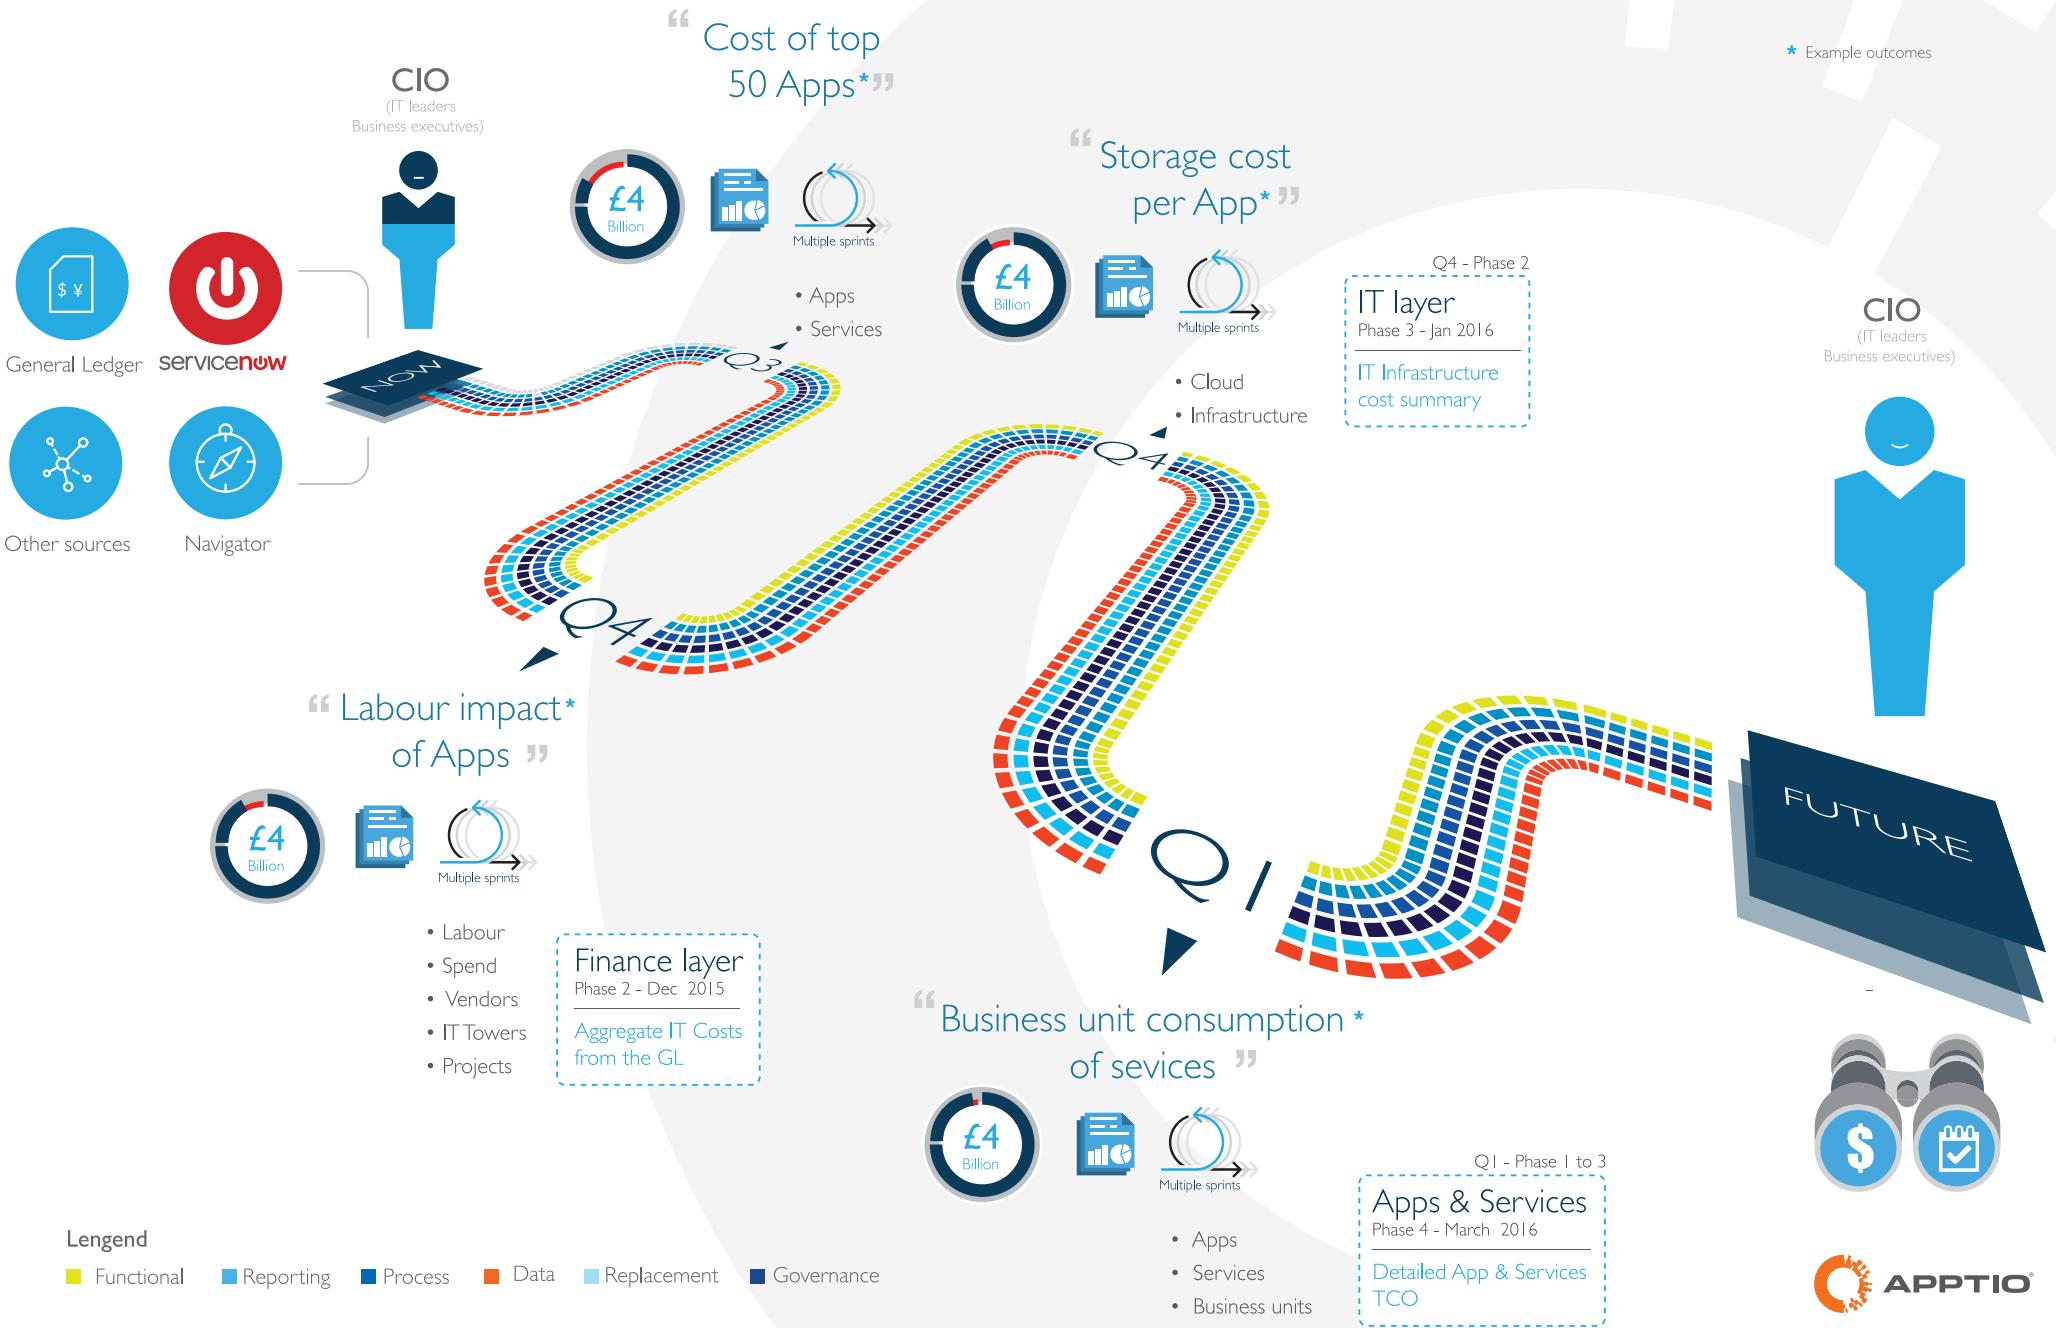 “ Cost of top
50 Apps*”
* Example outcomes
CIO
(IT leaders
Business executives)
£4
Billion
Multiple sprints
• Apps
• Services
“ Storage cost
per App* ”
£4
Billion
Multiple sprints
• Cloud
• Infrastructure
Q4 - Phase 2
IT layer
Phase 3 - Jan 2016
IT Infrastructure
cost summary
CIO
(IT leaders
Business executives)
$ ¥
General Ledger
servicenow
Other sources
Navigator
NOW
Q3
Q4
Q4
Q1
FUTURE
“ Labour impact*
of Apps ”
£4
Billion
Multiple sprints
• Labour
• Spend
• Vendors
• IT Towers
• Projects
Finance layer
Phase 2 - Dec 2015
Aggregate IT Costs
from the GL
“ Business unit consumption *
of sevices ”
£4
Billion
Multiple sprints
• Apps
• Services
• Business units
Q1 - Phase 1 to 3
Apps & Services
Phase 4 - March 2016
Detailed App & Services
TCO
$
Lengend
Functional
Reporting
Process
Data
Replacement
Governance
APPTIO